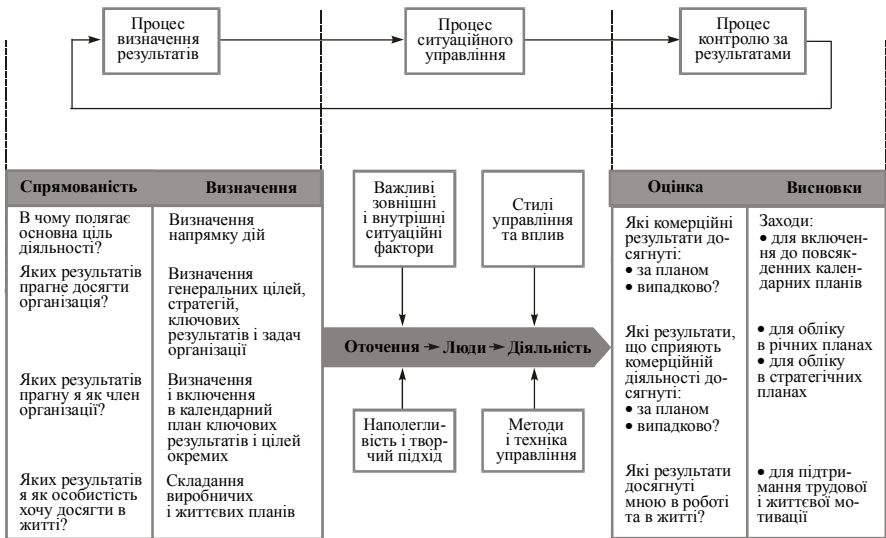 Процес
визначення
результатів
Процес
ситуаційного
управління
Процес
контролю за
результатами
Спрямованість
Визначення
В чому полягає
основна ціль
діяльності?
Визначення
напрямку дій
Яких результатів
прагне досягти
організація?
Визначення
генеральних цілей,
стратегій,
ключових
результатів і задач
організації
Яких результатів
прагну я як член
організації?
Визначення
і включення
в календарний
план ключових
результатів і цілей
окремих
Яких результатів
я як особистість
хочу досягти в
житті?
Складання
виробничих
і життєвих планів
Важливі
зовнішні
і внутрішні
ситуаційні
фактори
Стилі
управління
та вплив
Оточення → Люди → Діяльність
Наполегли-
вість і твор-
чий підхід
Методи
і техніка
управління
Оцінка
Висновки
Які комерційні
результати до-
сягнуті:
• за планом
• випадково?
Заходи:
• для включен-
ня до повсяк-
денних кален-
дарних планів
Які результати,
що сприяють
комерційній
діяльності до-
сягнуті:
• за планом
• випадково?
• для обліку
в річних планах
• для обліку
в стратегічних
планах
Які результати
досягнуті
мною в роботі
та в житті?
• для підтри-
мання трудової
і життєвої мо-
тивації